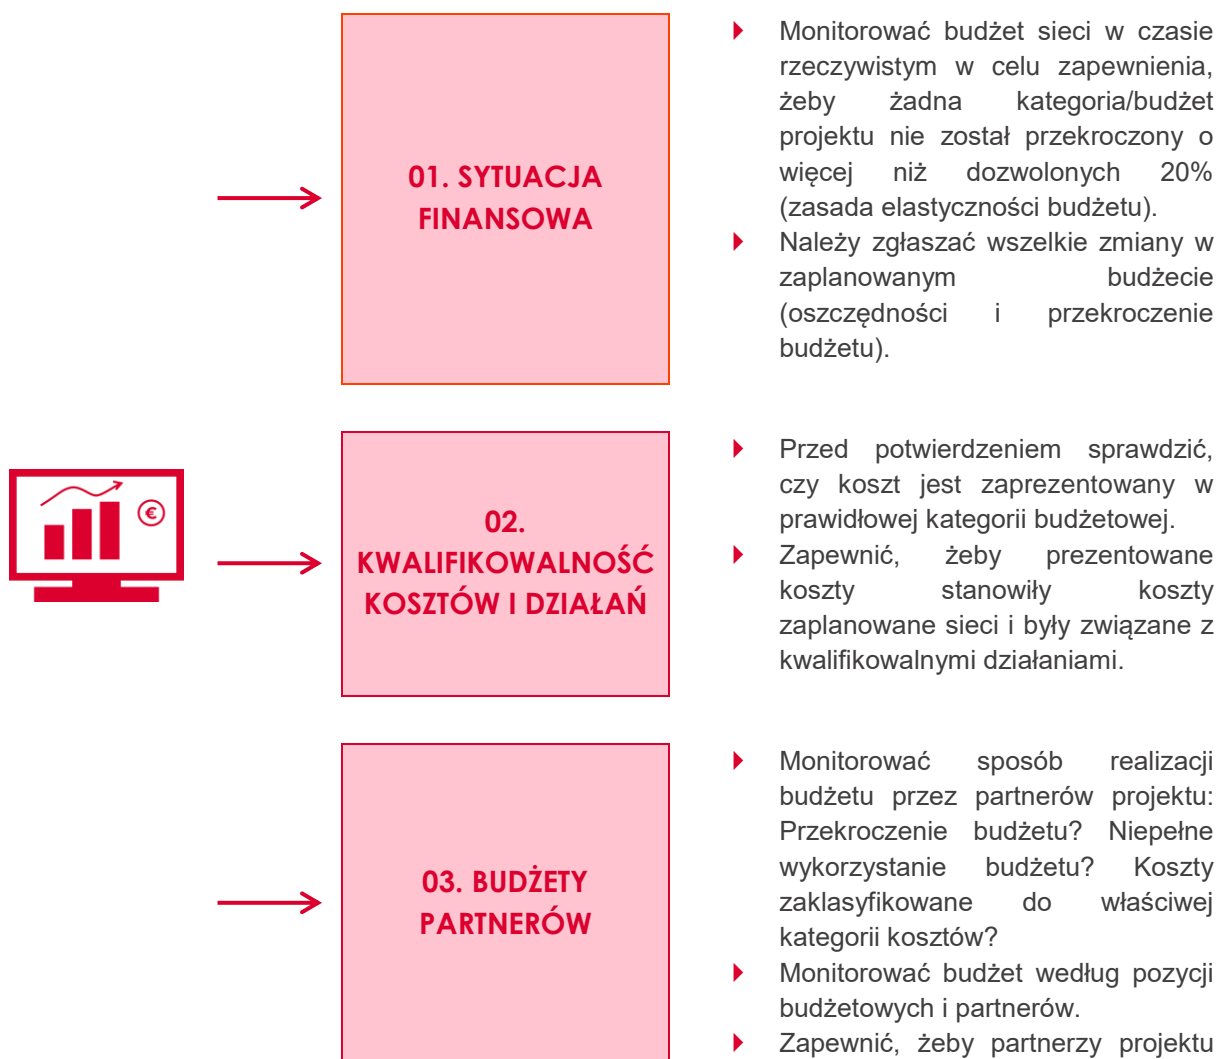 01. SYTUACJA
FINANSOWA
Monitorować budżet sieci w czasie
rzeczywistym w celu zapewnienia,
żeby żadna kategoria/budżet
projektu nie został przekroczony o
więcej niż dozwolonych 20%
(zasada elastyczności budżetu).
Należy zgłaszać wszelkie zmiany w
zaplanowanym budżecie
(oszczędności i przekroczenie
budżetu).
€
02.
KWALIFIKOWALNOŚĆ
KOSZTÓW I DZIAŁAŃ
Przed potwierdzeniem sprawdzić,
czy koszt jest zaprezentowany w
prawidłowej kategorii budżetowej.
Zapewnić, żeby prezentowane
koszty stanowiły koszty
zaplanowane sieci i były związane z
kwalifikowalnymi działaniami.
03. BUDŻETY
PARTNERÓW
Monitorować sposób realizacji
budżetu przez partnerów projektu:
Przekroczenie budżetu? Niepełne
wykorzystanie budżetu? Koszty
zaklasyfikowane do właściwej
kategorii kosztów?
Monitorować budżet według pozycji
budżetowych i partnerów.
Zapewnić, żeby partnerzy projektu